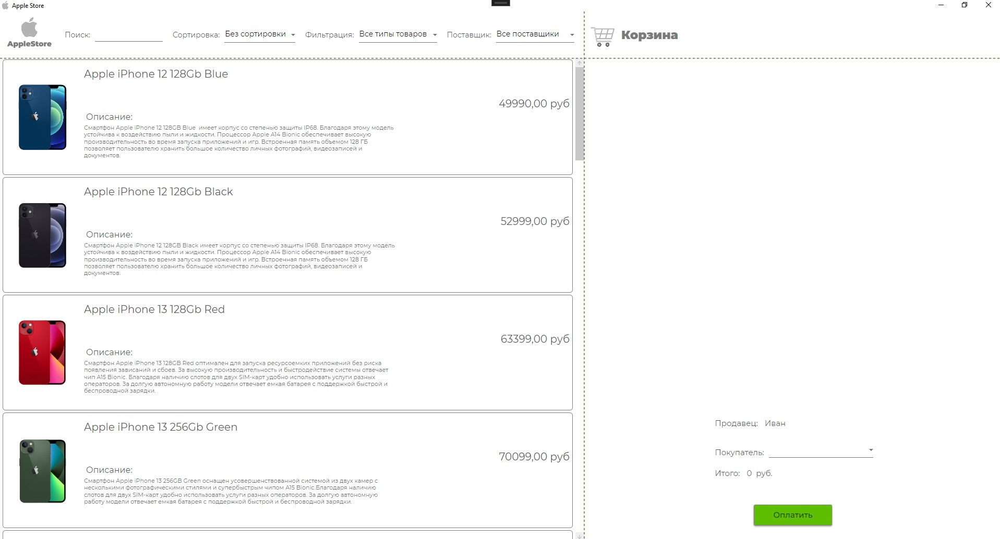 Apple Store
AppleStore
Поиск:
Сортировка: Без сортировки
Фильтрация: Все типы товаров
Поставщик: Все поставщики
Корзина
Apple iPhone 12 128Gb Blue
49990,00 руб
Описание:
Смартфон Apple iPhone 12 128GB Blue  имеет корпус со степенью защиты IP68. Благодаря этому модель
устойчива к воздействию пыли и жидкости. Процессор Apple A14 Bionic обеспечивает высокую
производительность во время запуска приложений и игр. Встроенная память объемом 128 ГБ
позволяет пользователю хранить большое количество личных фотографий, видеозаписей и
документов.
Apple iPhone 12 128Gb Black
52999,00 руб
Описание:
Смартфон Apple iPhone 12 128GB Black имеет корпус со степенью защиты IP68. Благодаря этому модель
устойчива к воздействию пыли и жидкости. Процессор Apple A14 Bionic обеспечивает высокую
производительность во время запуска приложений и игр. Встроенная память объемом 128 ГБ
позволяет пользователю хранить большое количество личных фотографий, видеозаписей и
документов.
Apple iPhone 13 128Gb Red
63399,00 руб
Описание:
Смартфон Apple iPhone 13 128GB Red оптимален для запуска ресурсоемких приложений без риска
появления зависаний и сбоев. За высокую производительность и быстродействие системы отвечает
чип A15 Bionic. Благодаря наличию слотов для двух SIM-карт удобно использовать услуги разных
операторов. За долгую автономную работу модели отвечает емкая батарея с поддержкой быстрой и
беспроводной зарядки.
Apple iPhone 13 256Gb Green
70099,00 руб
Описание:
Смартфон Apple iPhone 13 256GB Green оснащен усовершенствованной системой из двух камер с
несколькими фотографическими стилями и супербыстрым чипом A15 Bionic.Благодаря наличию
слотов для двух SIM-карт удобно использовать услуги разных операторов. За долгую автономную
работу модели отвечает емкая батарея с поддержкой быстрой и беспроводной зарядки.
Продавец: Иван
Покупатель:
Итого: 0 руб.
Оплатить